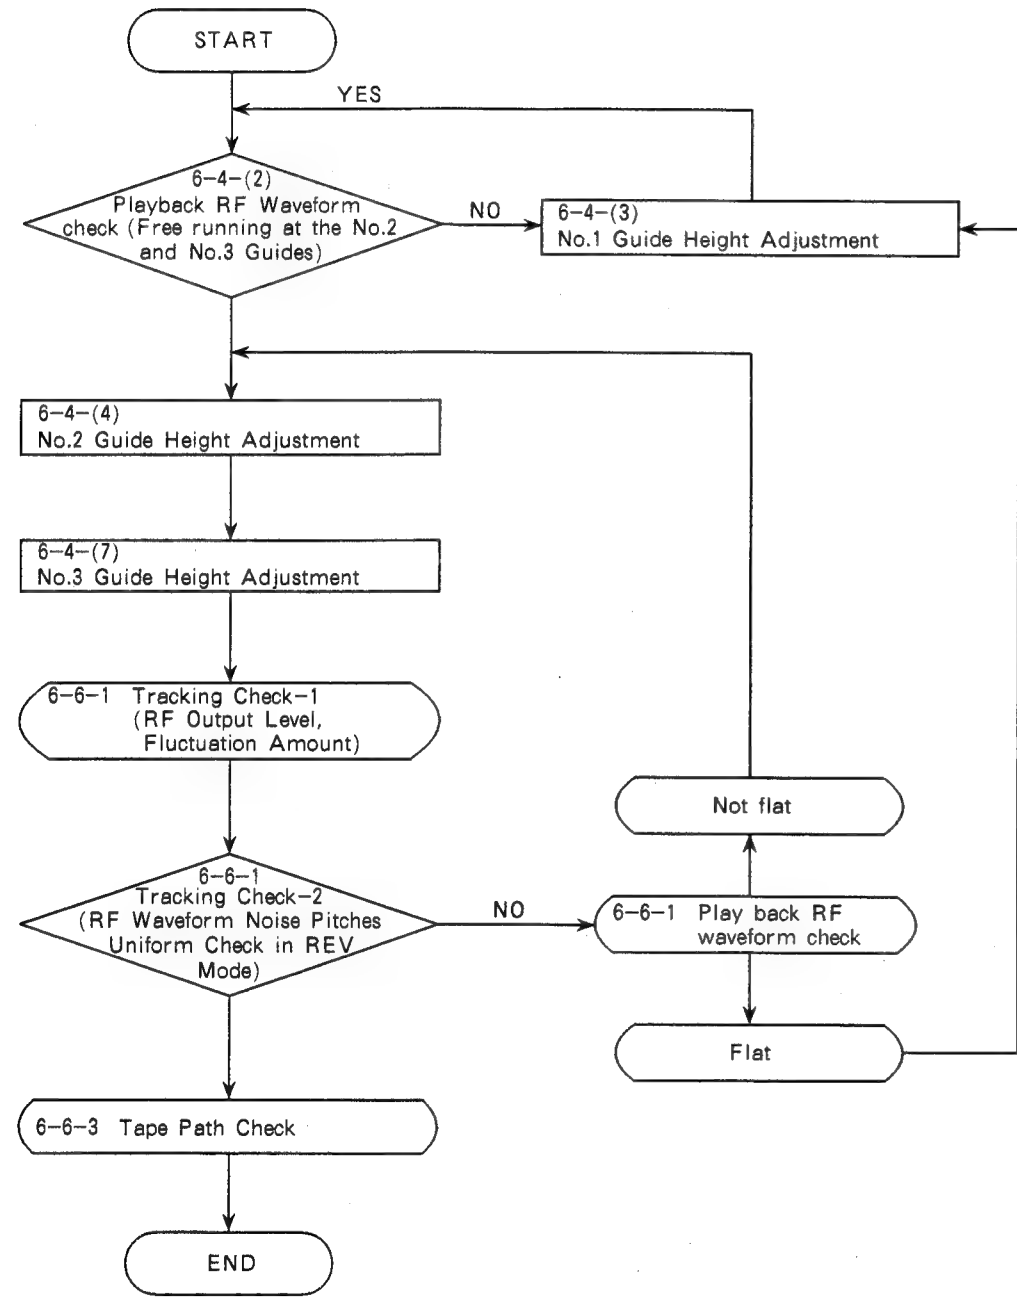 START
YES
6-4-(2)
Playback RF Waveform
check (Free running at the No.2
and No.3 Guides)
NO
6-4-(3)
No.1 Guide Height Adjustment
6-4-(4)
No.2 Guide Height Adjustment
6-4-(7)
No.3 Guide Height Adjustment
6-6-1 Tracking Check-1
(RF Output Level,
Fluctuation Amount)
Not flat
6-6-1
Tracking Check-2
(RF Waveform Noise Pitches
Uniform Check in REV
Mode)
NO
6-6-1 Play back RF
waveform check
Flat
6-6-3 Tape Path Check
END